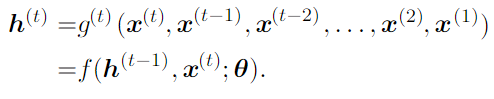 h^{(t)} =g^{(t)}(x^{(t)}, x^{(t−1)}, x^{(t−2)}, . . . , x^{(2)}, x^{(1)})
=f(h^{(t−1)}, x^{(t)}; θ).